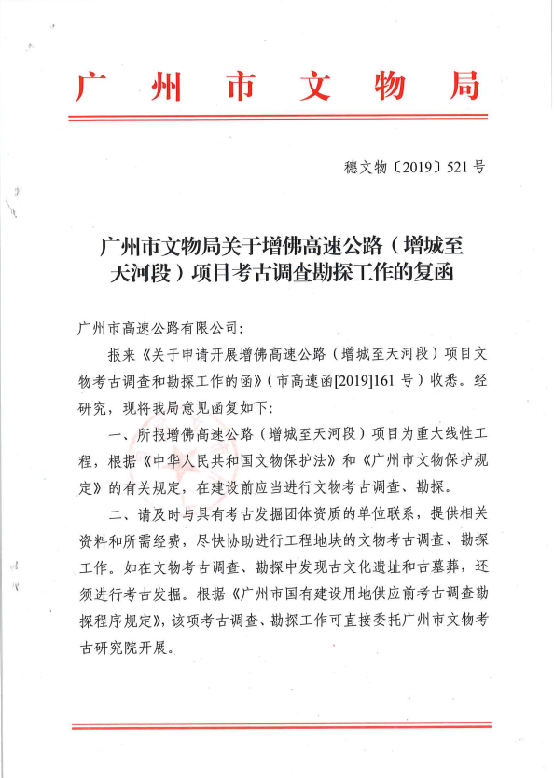 广州市文物局
穗文物〔2019〕521号
广州市文物局关于增佛高速公路（增城至
天河段）项目考古调查勘探工作的复函
广州市高速公路有限公司：
报来《关于申请开展增佛高速公路（增城至天河段）项目文
物考古调查和勘探工作的函》（市高速函[2019]161号）收悉。经
研究，现将我局意见函复如下：
一、所报增佛高速公路（增城至天河段）项目为重大线性工
程，根据《中华人民共和国文物保护法》和《广州市文物保护规
定》的有关规定，在建设前应当进行文物考古调查、勘探。
二、请及时与具有考古发掘团体资质的单位联系，提供相关
资料和所需经费，尽快协助进行工程地块的文物考古调查、勘探
工作。如在文物考古调查、勘探中发现古文化遗址和古墓葬，还
须进行考古发掘。根据《广州市国有建设用地供应前考古调查勘
探程序规定》，该项考古调查、勘探工作可直接委托广州市文物考
古研究院开展。